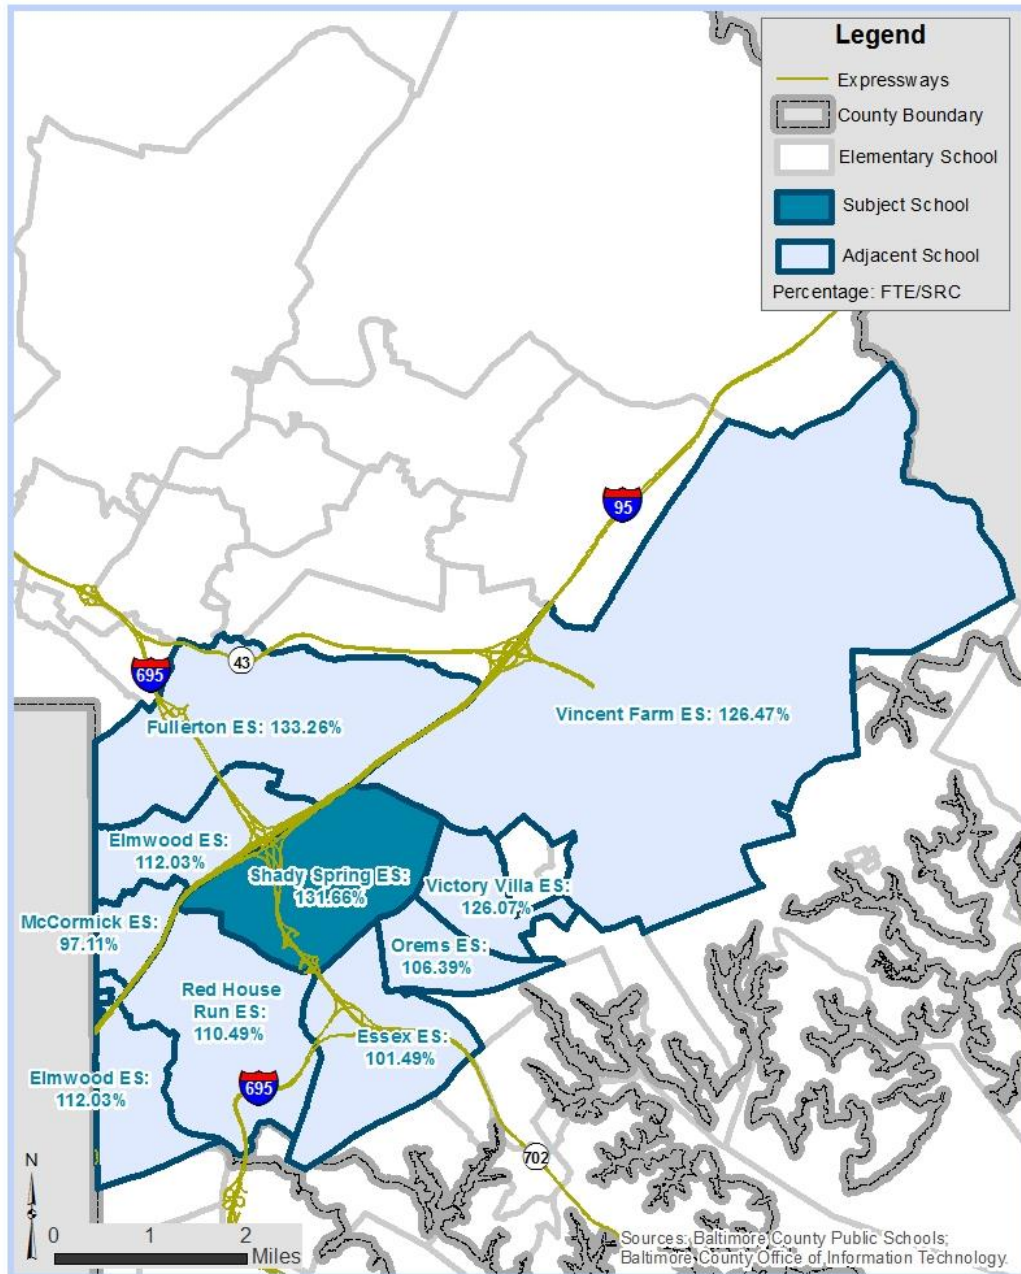 Legend
Expressways
County Boundary
Elementary School
Subject School
Adjacent School
Percentage: FTE/SRC
95
43
695
Fullerton ES: 133.26%
Vincent Farm ES: 126.47%
Elmwood ES:
112.03%
Shady Spring ES:
131.66%
Victory Villa ES:
126.07%
McCormick ES:
97.11%
Orems ES:
106.39%
Red House
Run ES:
110.49%
Essex ES:
101.49%
Elmwood ES:
112.03%
695
702
N
0 1 2
Miles
Sources: Baltimore County Public Schools;
Baltimore County Office of Information Technology.